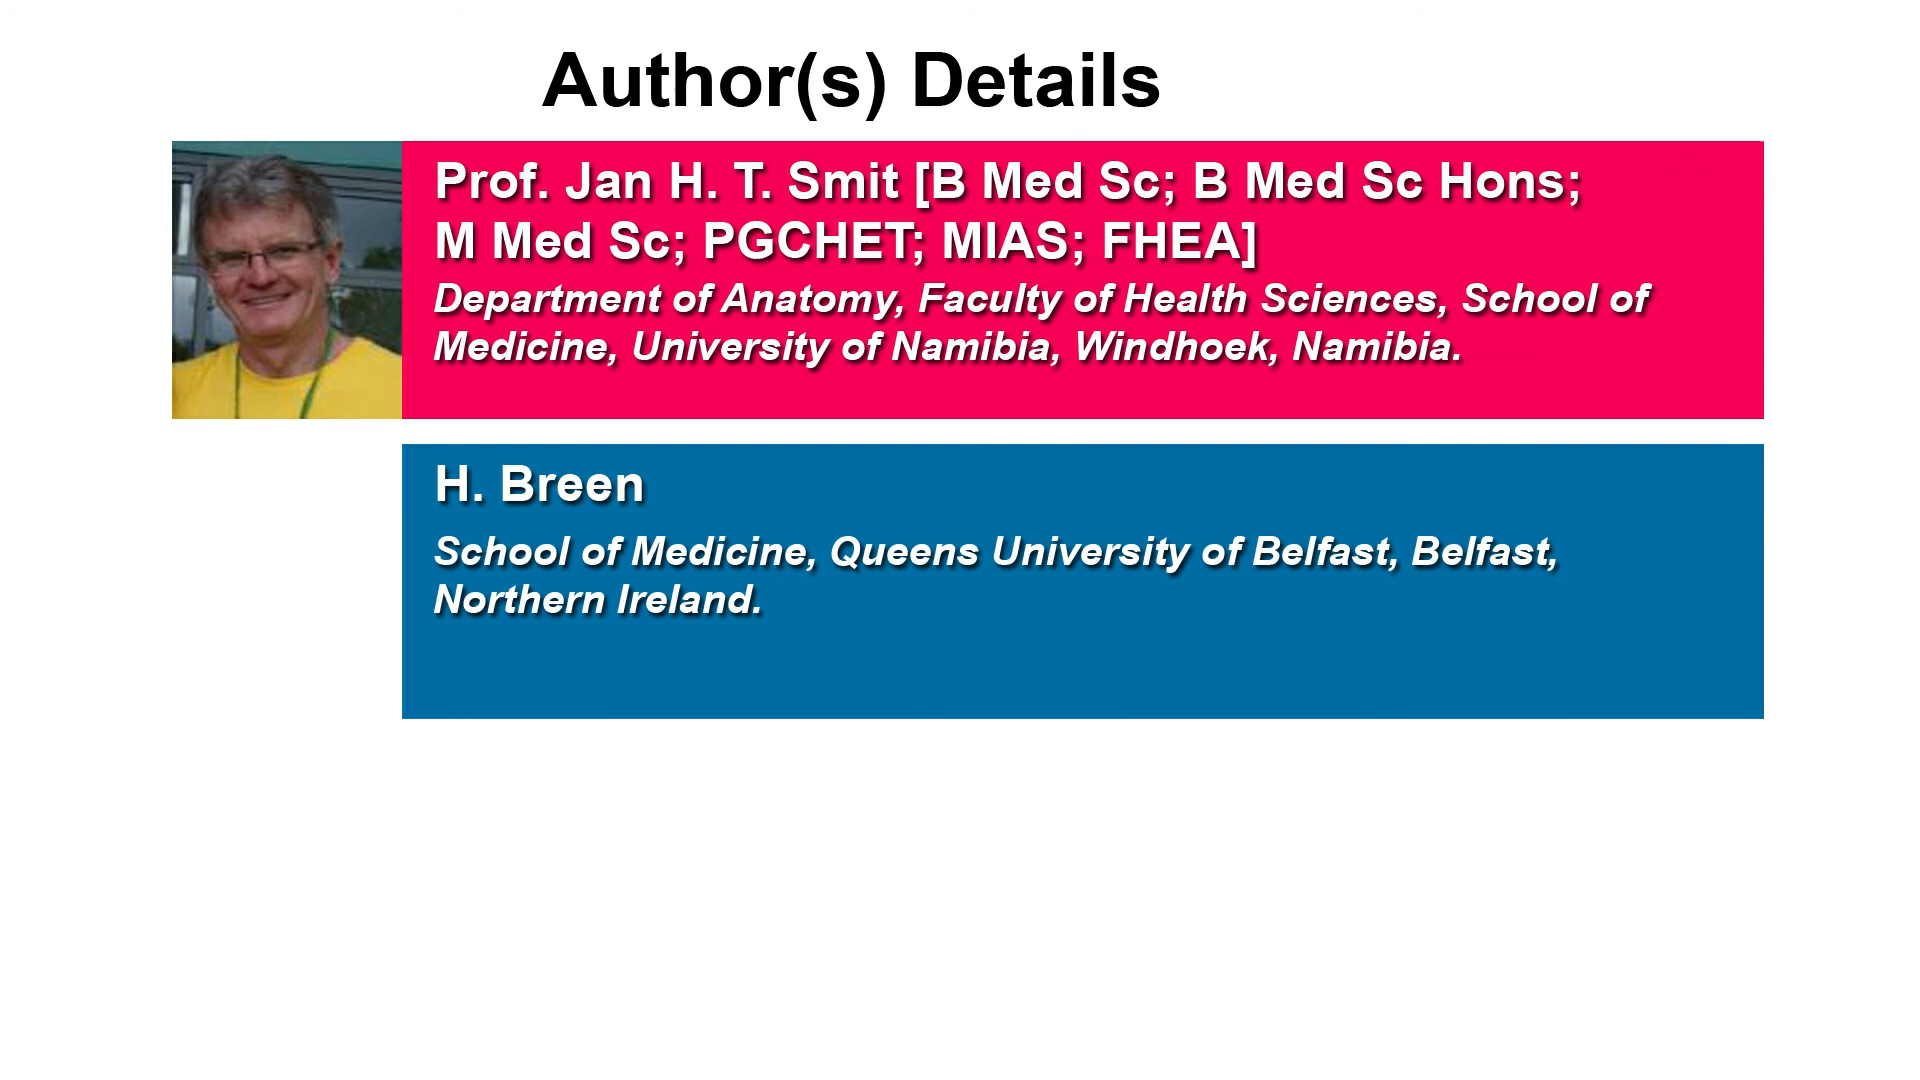 Author(s) Details
Prof. Jan H. T. Smit [B Med Sc; B Med Sc Hons;
M Med Sc; PGCHET; MIAS; FHEA]
Department of Anatomy, Faculty of Health Sciences, School of
Medicine, University of Namibia, Windhoek, Namibia.
H. Breen
School of Medicine, Queens University of Belfast, Belfast,
Northern Ireland.